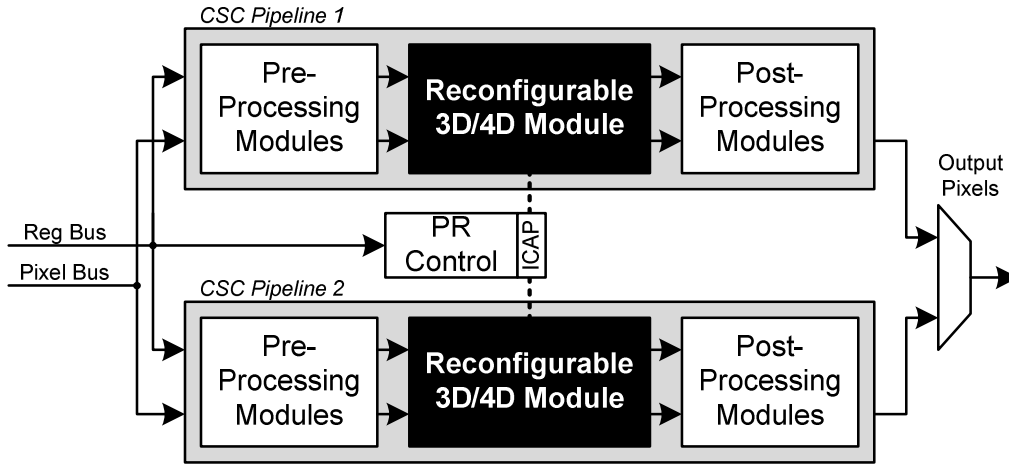 CSC Pipeline 1
Pre-
Processing
Modules
Reconfigurable
3D/4D Module
Post-
Processing
Modules
Output
Pixels
Reg Bus
Pixel Bus
PR
Control
ICAP
CSC Pipeline 2
Pre-
Processing
Modules
Reconfigurable
3D/4D Module
Post-
Processing
Modules